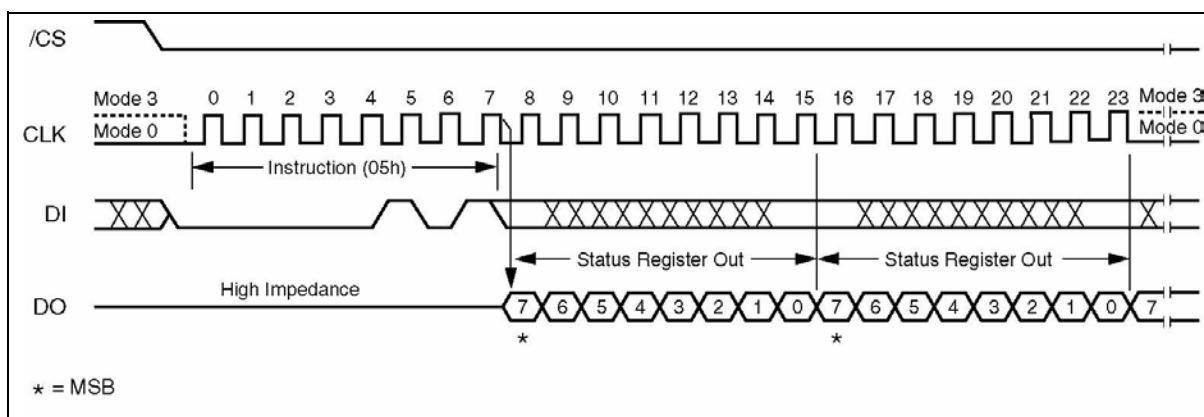 /CS
Mode 3 0 1 2 3 4 5 6 7 8 9 10 11 12 13 14 15 16 17 18 19 20 21 22 23 Mode 3
CLK Mode 0 Mode 0
Instruction (05h)
DI
Status Register Out Status Register Out
High Impedance
DO 7 6 5 4 3 2 1 0 7 6 5 4 3 2 1 0 7
* *
* = MSB